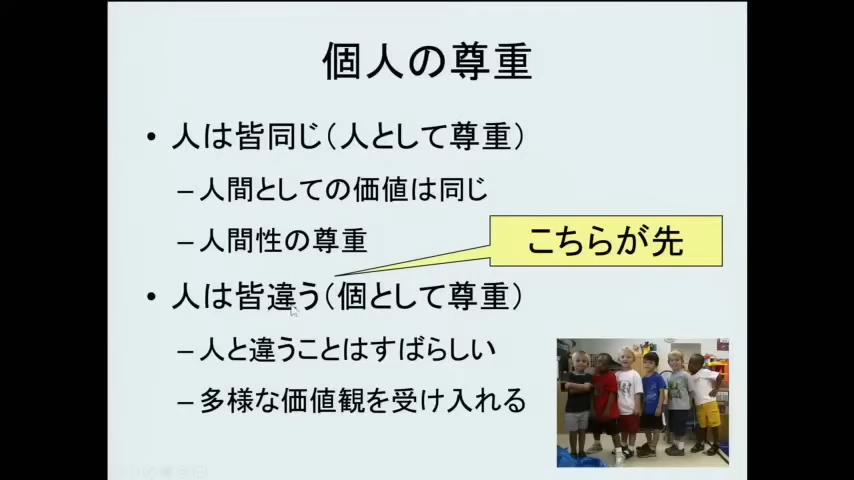 個人の尊重
• 人は皆同じ（人として尊重）
– 人間としての価値は同じ
– 人間性の尊重
こちらが先
• 人は皆違う（個として尊重）
– 人と違うことはすばらしい
– 多様な価値観を受け入れる